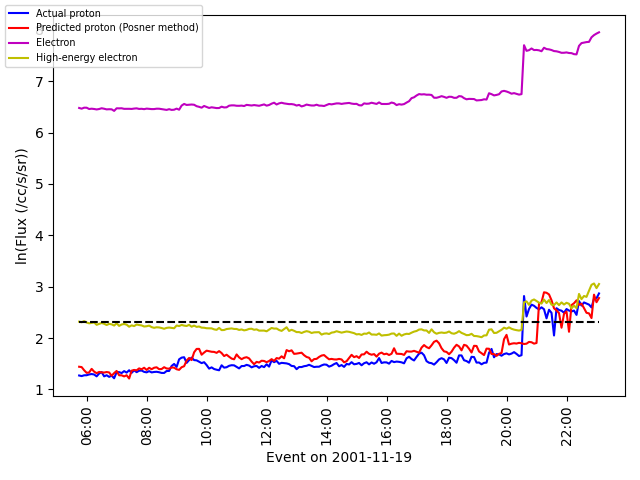 Actual proton
Predicted proton (Posner method)
Electron
High-energy electron
7
6
5
4
3
2
1
ln(Flux (/cc/s/sr))
06:00
08:00
10:00
12:00
14:00
16:00
18:00
20:00
22:00
Event on 2001-11-19